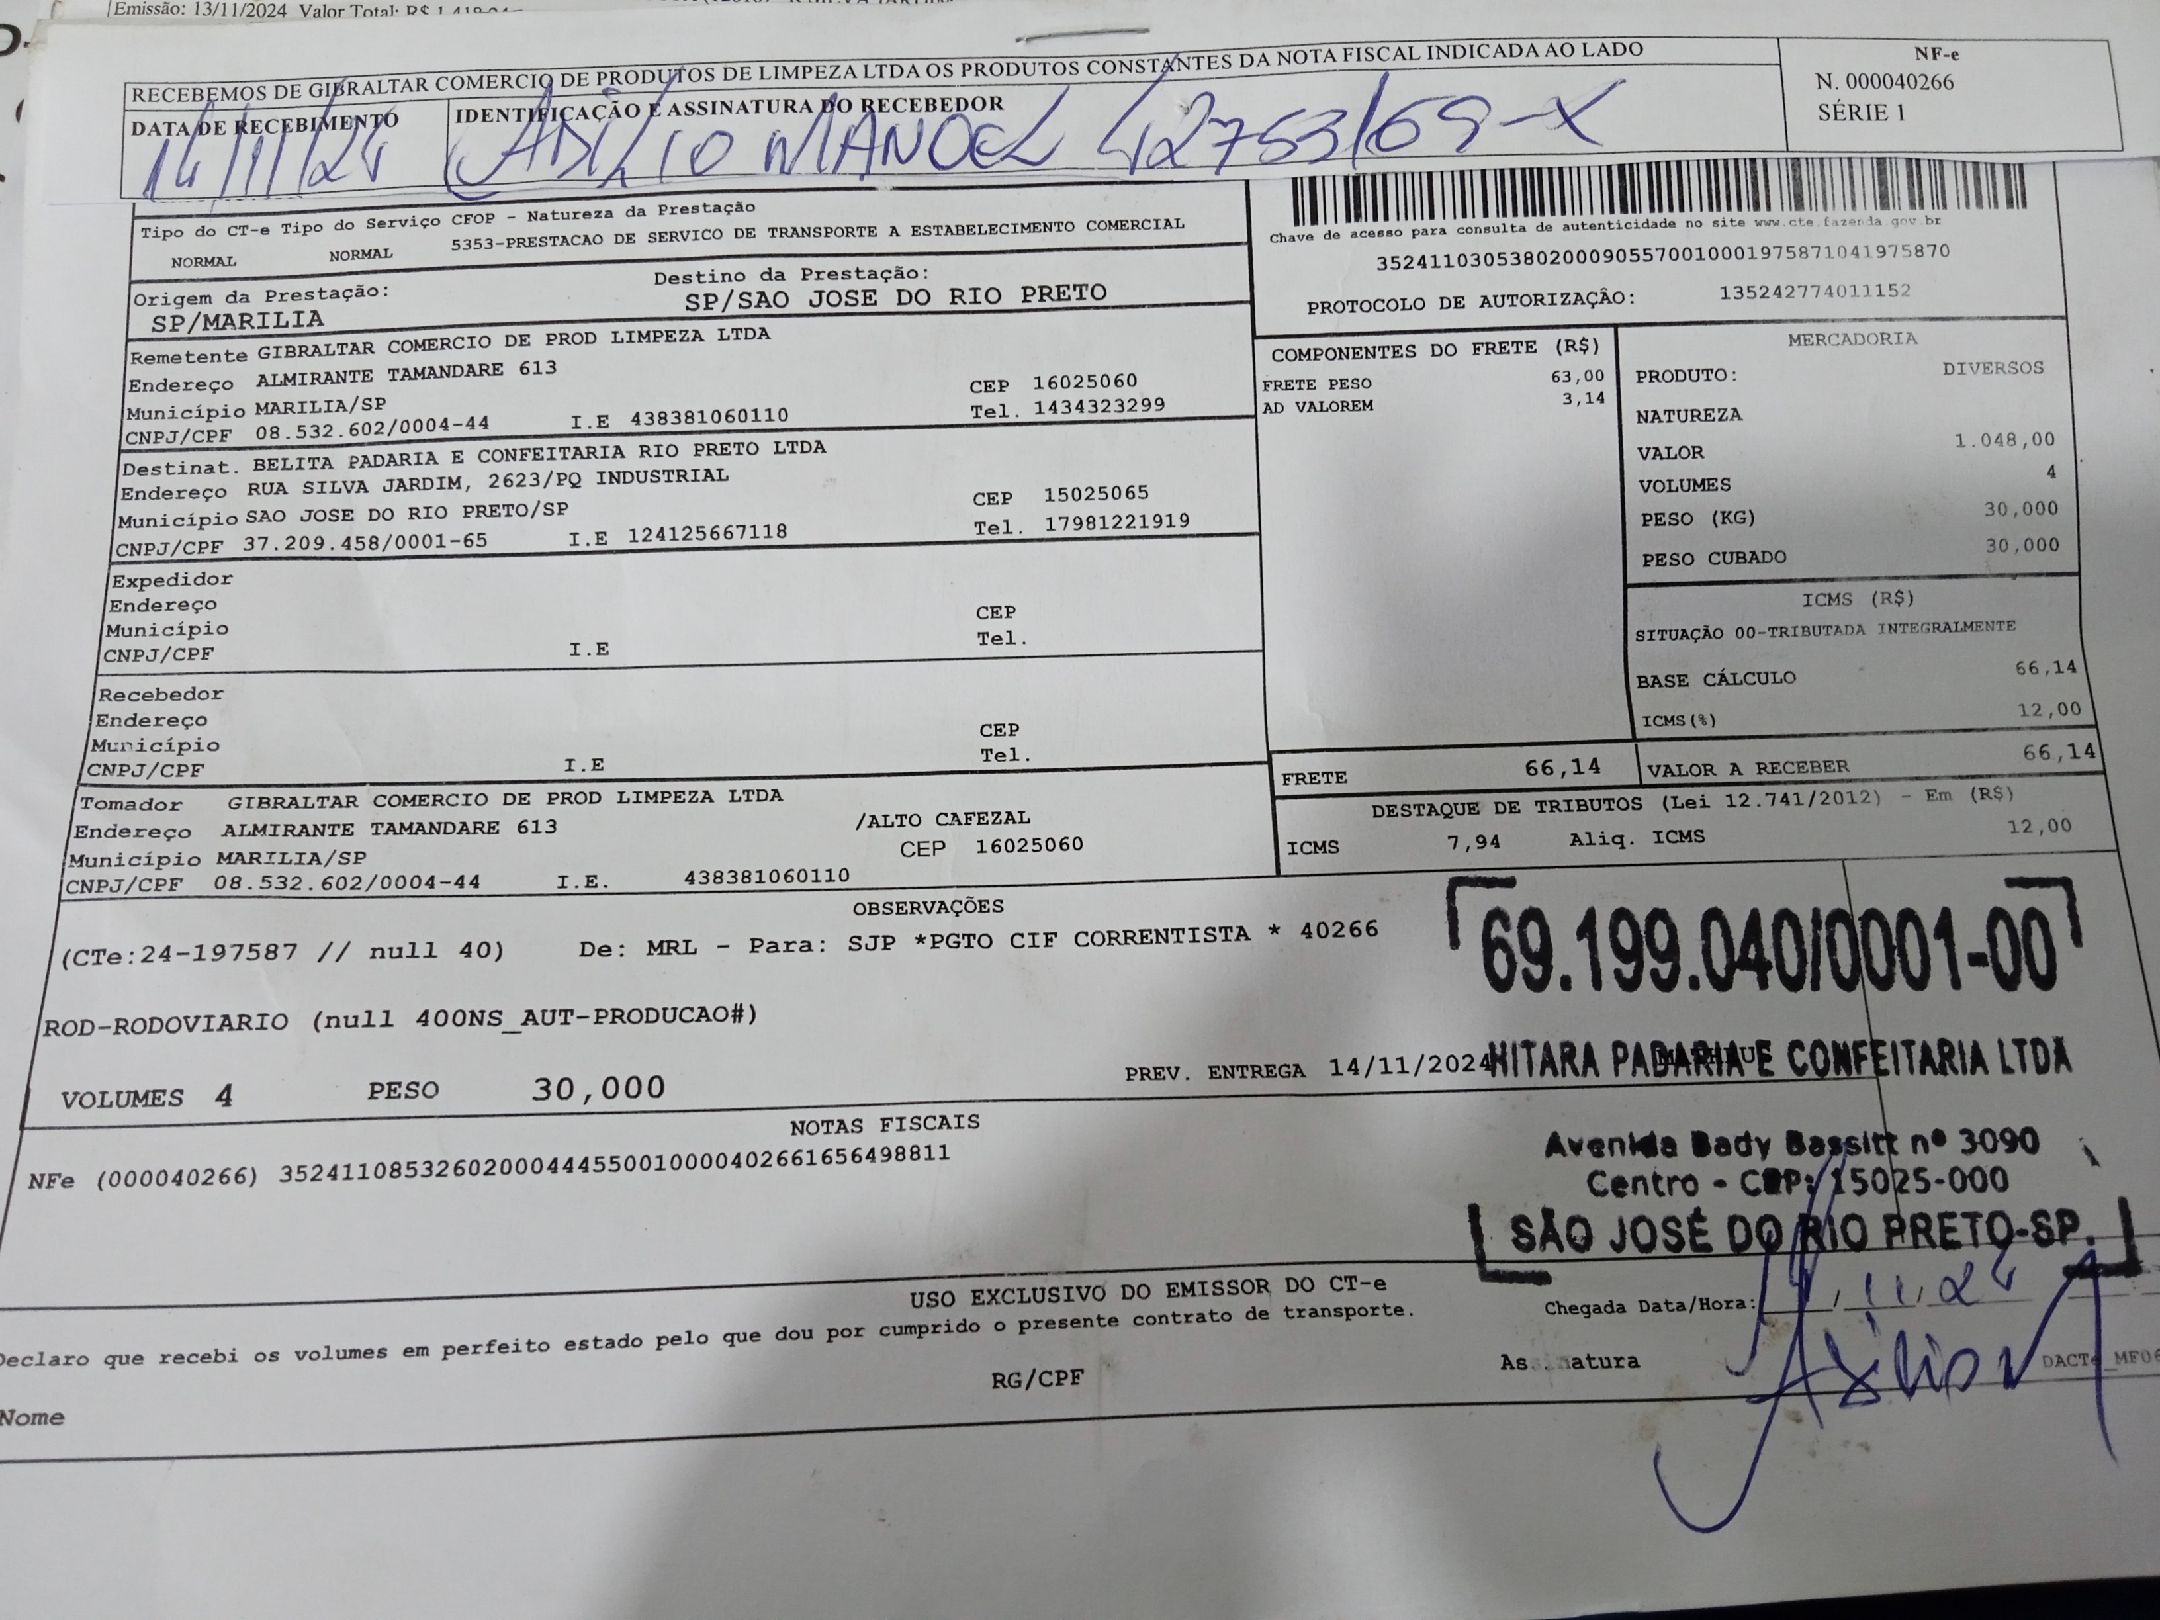 Emissão: 13/11/2024 Valor Total: R$ 1.419,04
RECEBEMOS DE GIBRALTAR COMERCIO DE PRODUTOS DE LIMPEZA LTDA OS PRODUTOS CONSTANTES DA NOTA FISCAL INDICADA AO LADO
NF-e
N. 000040266
SÉRIE 1
DATA DE RECEBIMENTO
IDENTIFICAÇÃO E ASSINATURA DO RECEBEDOR
14/11/24 ADILIO MANOEL 42753169-X
Tipo do CT-e Tipo do Serviço CFOP - Natureza da Prestação
NORMAL NORMAL 5353-PRESTACAO DE SERVICO DE TRANSPORTE A ESTABELECIMENTO COMERCIAL
Chave de acesso para consulta de autenticidade no site www.cte.fazenda.gov.br
35241103053802000905570010001975871041975870
PROTOCOLO DE AUTORIZAÇÃO: 135242774011152
Origem da Prestação:
SP/MARILIA
Destino da Prestação:
SP/SAO JOSE DO RIO PRETO
Remetente GIBRALTAR COMERCIO DE PROD LIMPEZA LTDA
Endereço ALMIRANTE TAMANDARE 613 CEP 16025060
Município MARILIA/SP Tel. 1434323299
CNPJ/CPF 08.532.602/0004-44 I.E 438381060110
Destinat. BELITA PADARIA E CONFEITARIA RIO PRETO LTDA
Endereço RUA SILVA JARDIM, 2623/PQ INDUSTRIAL CEP 15025065
Município SAO JOSE DO RIO PRETO/SP Tel. 17981221919
CNPJ/CPF 37.209.458/0001-65 I.E 124125667118
Expedidor
Endereço CEP
Município Tel.
CNPJ/CPF I.E
Recebedor
Endereço CEP
Município Tel.
CNPJ/CPF I.E
Tomador GIBRALTAR COMERCIO DE PROD LIMPEZA LTDA
Endereço ALMIRANTE TAMANDARE 613 /ALTO CAFEZAL
Município MARILIA/SP CEP 16025060
CNPJ/CPF 08.532.602/0004-44 I.E. 438381060110
COMPONENTES DO FRETE (R$)
FRETE PESO 63,00
AD VALOREM 3,14
MERCADORIA
PRODUTO: DIVERSOS
NATUREZA
VALOR 1.048,00
VOLUMES 4
PESO (KG) 30,000
PESO CUBADO 30,000
ICMS (R$)
SITUAÇÃO 00-TRIBUTADA INTEGRALMENTE
BASE CÁLCULO 66,14
ICMS(%) 12,00
FRETE 66,14 VALOR A RECEBER 66,14
DESTAQUE DE TRIBUTOS (Lei 12.741/2012) - Em (R$)
ICMS 7,94 Aliq. ICMS 12,00
OBSERVAÇÕES
(CTe:24-197587 // null 40) De: MRL - Para: SJP *PGTO CIF CORRENTISTA * 40266
ROD-RODOVIARIO (null 400NS_AUT-PRODUCAO#)
VOLUMES 4 PESO 30,000 PREV. ENTREGA 14/11/2024
69.199.040/0001-00
HITARA PADARIA E CONFEITARIA LTDA
Avenida Bady Bassitt nº 3090
Centro - CEP: 15025-000
SÃO JOSÉ DO RIO PRETO-SP.
NOTAS FISCAIS
NFe (000040266) 35241108532602000444550010000402661656498811
USO EXCLUSIVO DO EMISSOR DO CT-e
Declaro que recebi os volumes em perfeito estado pelo que dou por cumprido o presente contrato de transporte.
Chegada Data/Hora: 14/11/24
Nome RG/CPF Assinatura